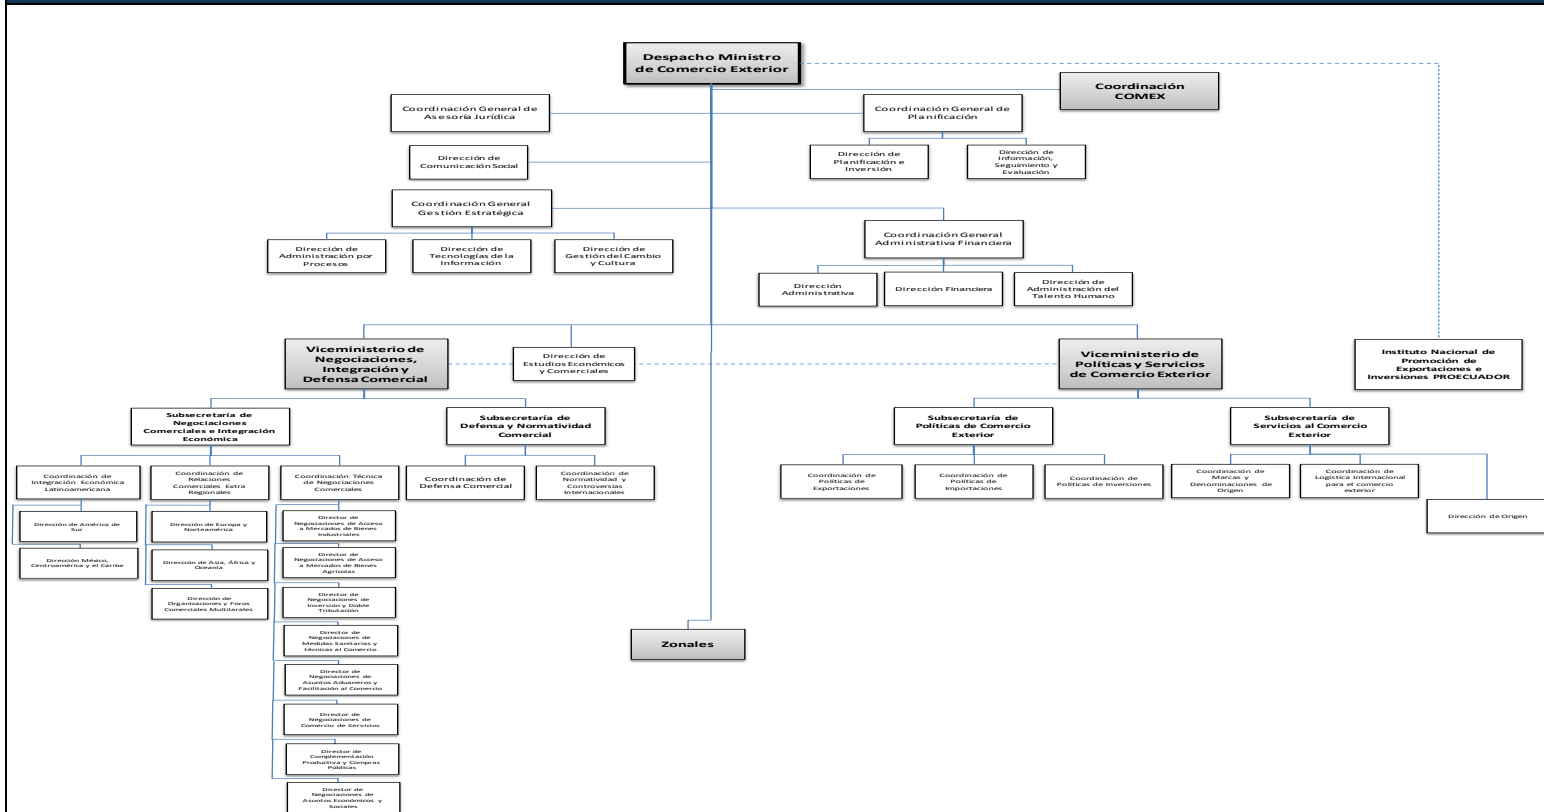 Despacho Ministro
de Comercio Exterior
Coordinación
COMEX
Coordinación General de
Asesoría Jurídica
Coordinación General de
Planificación
Dirección de
Comunicación Social
Dirección de
Planificación e
Inversión
Dirección de
Información,
Seguimiento y
Evaluación
Coordinación General
Gestión Estratégica
Coordinación General
Administrativa Financiera
Dirección de
Administración por
Procesos
Dirección de
Tecnologías de la
Información
Dirección de
Gestión del Cambio
y Cultura
Dirección
Administrativa
Dirección Financiera
Dirección de
Administración del
Talento Humano
Viceministerio de
Negociaciones,
Integración y
Defensa Comercial
Dirección de
Estudios Económicos
y Comerciales
Viceministerio de
Políticas y Servicios
de Comercio Exterior
Instituto Nacional de
Promoción de
Exportaciones e
Inversiones PROECUADOR
Subsecretaría de
Negociaciones
Comerciales e Integración
Económica
Subsecretaría de
Defensa y Normatividad
Comercial
Subsecretaría de
Políticas de Comercio
Exterior
Subsecretaría de
Servicios al Comercio
Exterior
Coordinación de
Integración Económica
Latinoamericana
Coordinación de
Relaciones
Comerciales Extra
Regionales
Coordinación Técnica
de Negociaciones
Comerciales
Coordinación de
Defensa Comercial
Coordinación de
Normatividad y
Controversias
Internacionales
Coordinación de
Políticas de
Exportaciones
Coordinación de
Políticas de
Importaciones
Coordinación de
Políticas de Inversiones
Coordinación de
Marcas y
Denominaciones de
Origen
Coordinación de
Logística Internacional
para el comercio
exterior
Dirección de Origen
Dirección de América de
Sur
Dirección México,
Centroamérica y el Caribe
Dirección de Europa y
Norteamérica
Dirección de Asia, África y
Oceanía
Dirección de
Organizaciones y Foros
Comerciales Multilarales
Director de
Negociaciones de Acceso
a Mercados de Bienes
Industriales
Director de
Negociaciones de Acceso
a Mercados de Bienes
Agrícolas
Director de
Negociaciones de
Inversión y Doble
Tributación
Director de
Negociaciones de
Medidas Sanitarias y
técnicas al Comercio
Director de
Negociaciones de
Asuntos Aduaneros y
Facilitación al Comercio
Director de
Negociaciones de
Comercio de Servicios
Director de
Complementación
Productiva y Compras
Públicas
Director de
Negociaciones de
Asuntos Económicos y
Sociales
Zonales